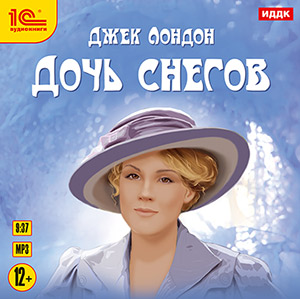 1С
аудиокниги
ИДДК
ДЖЕК ЛОНДОН
ДОЧЬ СНЕГОВ
8:37
MP3
12+